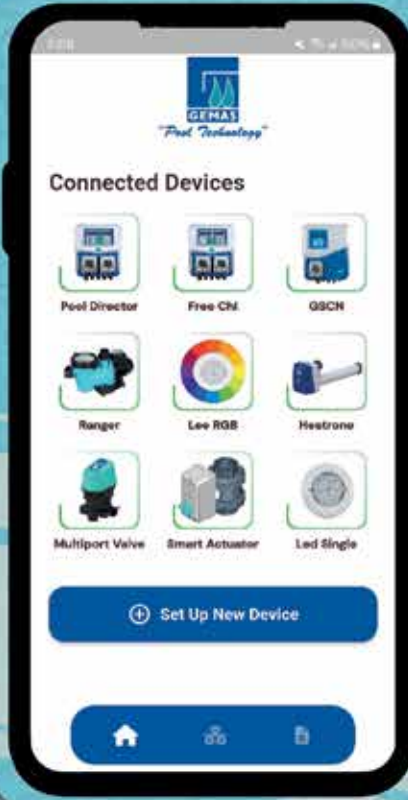 GEMAS
"Pool Technology"
Connected Devices
Pool Director
Free Chl
GSCN
Ranger
Lee RGB
Heatrone
Multiport Valve
Smart Actuator
Led Single
Set Up New Device